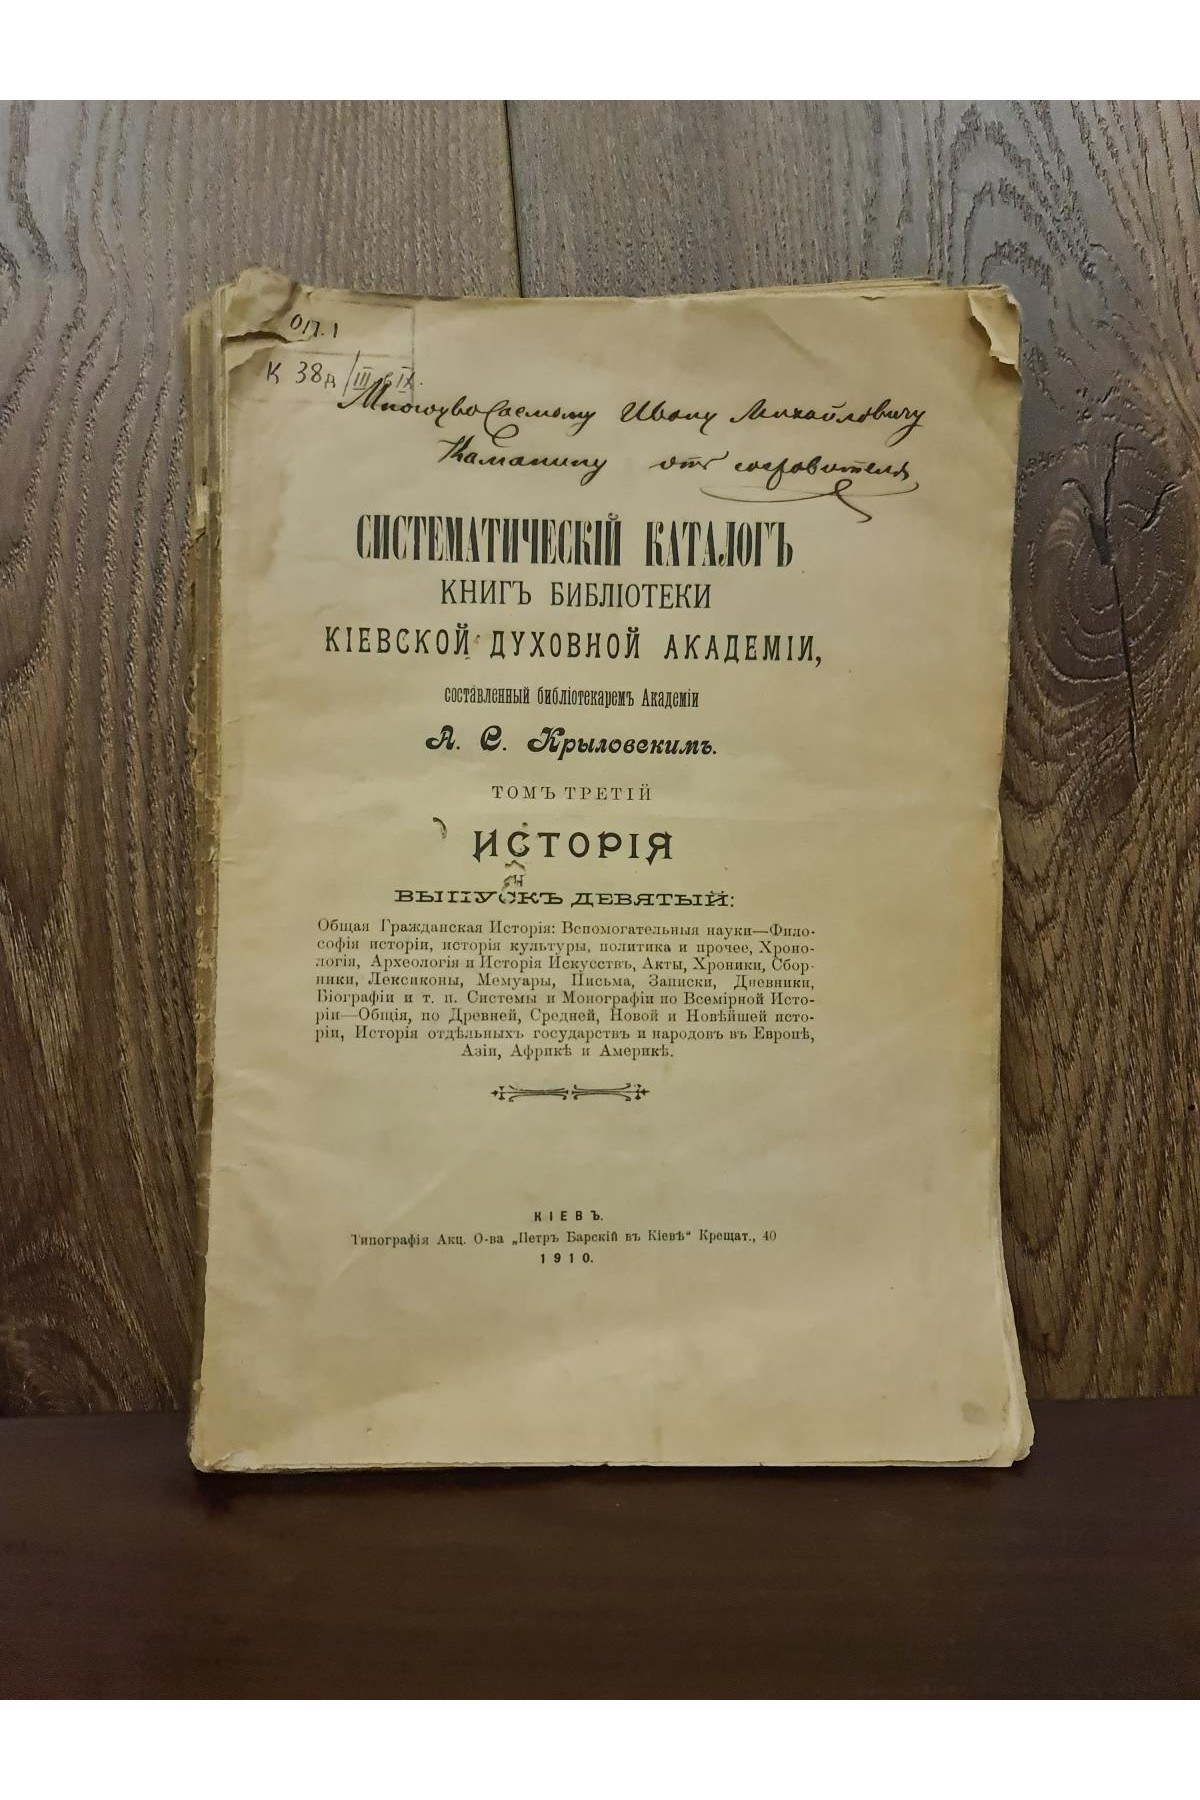 ОП. 1
К 38д/III в IX.
Многоуважаемому Ивану Михайловичу
Каманину отъ составителя
СИСТЕМАТИЧЕСКІЙ КАТАЛОГЪ
КНИГЪ БИБЛІОТЕКИ
КІЕВСКОЙ ДУХОВНОЙ АКАДЕМІИ,
составленный библіотекаремъ Академіи
А. С. Крыловскимъ.
ТОМЪ ТРЕТІЙ
ИСТОРІЯ
ВЫПУСКЪ ДЕВЯТЫЙ:
Общая Гражданская Исторія: Вспомогательныя науки—Фило-
софія исторіи, исторія культуры, политика и прочее, Хроно-
логія, Археологія и Исторія Искусствъ, Акты, Хроники, Сбор-
ники, Лексиконы, Мемуары, Письма, Записки, Дневники,
Біографіи и т. п. Системы и Монографіи по Всемірной Исто-
ріи—Общія, по Древней, Средней, Новой и Новѣйшей исто-
ріи, Исторія отдѣльныхъ государствъ и народовъ въ Европѣ,
Азіи, Африкѣ и Америкѣ.
КІЕВЪ.
Типографія Акц. О-ва „Петръ Барскій въ Кіевѣ“ Крещат., 40
1910.